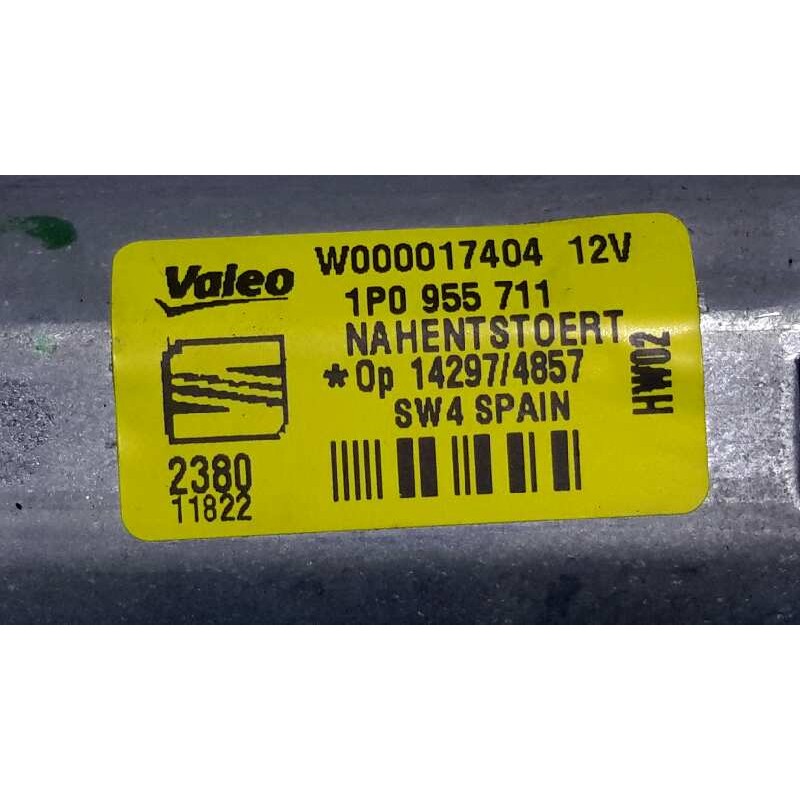 Valeo
W000017404 12V
1P0 955 711
NAHENTSTOERT
*Op 14297/4857
SW4 SPAIN
HW02
2380
11822